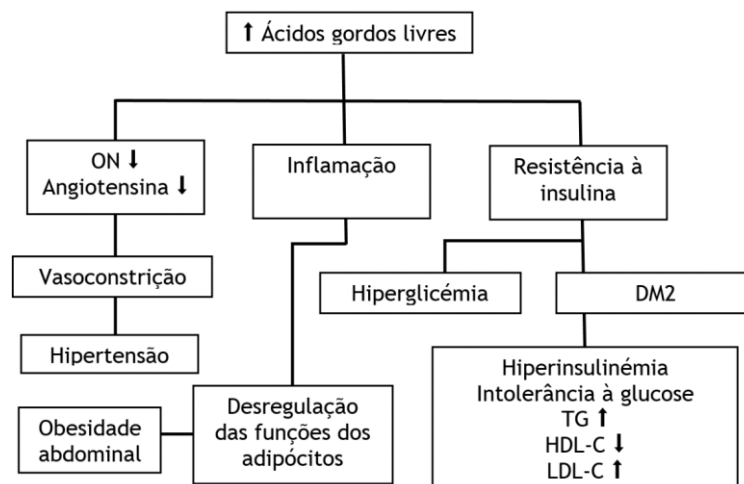 ⬆ Ácidos gordos livres
ON ⬇
Angiotensina ⬇
Inflamação
Resistência à
insulina
Vasoconstrição
Hiperglicémia
DM2
Hipertensão
Hiperinsulinémia
Intolerância à glucose
TG ⬆
HDL-C ⬇
LDL-C ⬆
Desregulação
das funções dos
adipócitos
Obesidade
abdominal